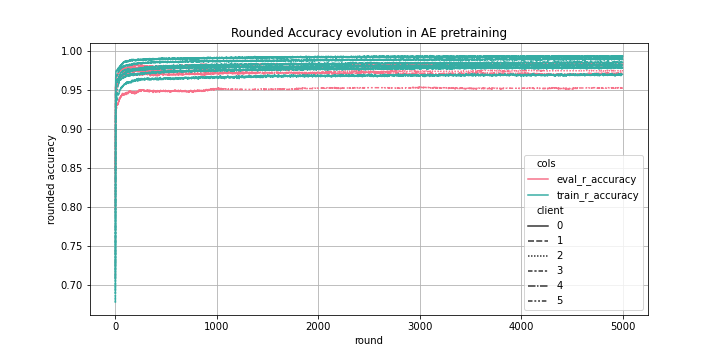 Rounded Accuracy evolution in AE pretraining
1.00
0.95
0.90
0.85
0.80
0.75
0.70
rounded accuracy
cols
eval_r_accuracy
train_r_accuracy
client
0
1
2
3
4
5
0 1000 2000 3000 4000 5000
round